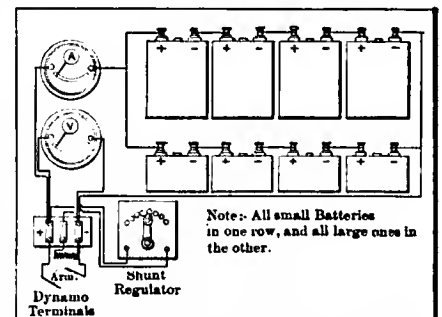 A
+ - + - + - + -
V
+ - + - + - + -
+ -
Note:- All small Batteries
in one row, and all large ones in
the other.
Arm.
Shunt
Regulator
Dynamo
Terminals